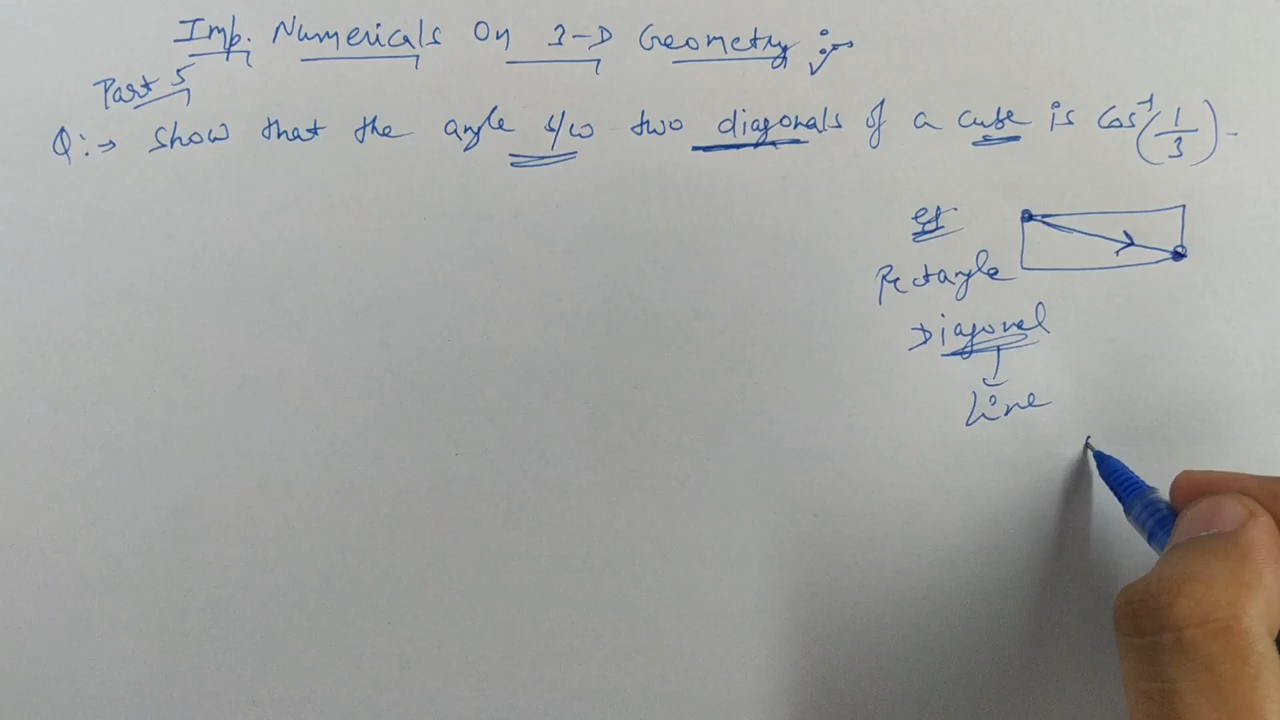 Imp. Numericals On 3-D Geometry :-
Part 5
Q:→ Show that the angle b/w two diagonals of a cube is Cos⁻¹(1/3).
eg
Rectangle
Diagonal
Line